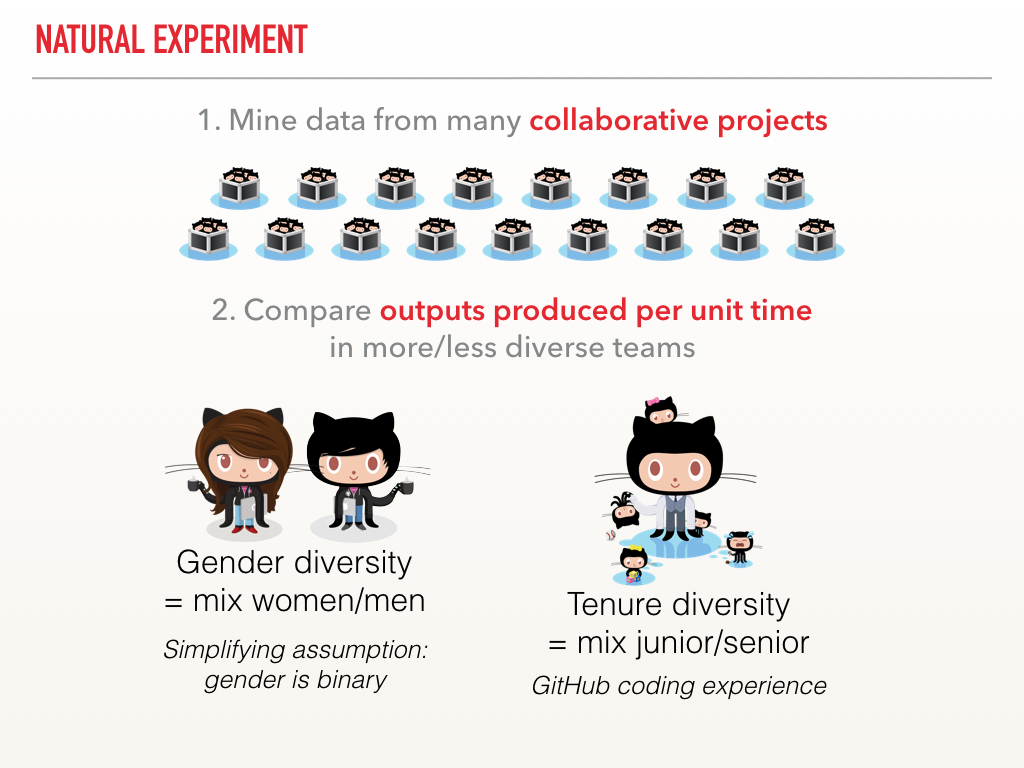 NATURAL EXPERIMENT
1. Mine data from many collaborative projects
2. Compare outputs produced per unit time
in more/less diverse teams
Gender diversity
= mix women/men
Simplifying assumption:
gender is binary
Tenure diversity
= mix junior/senior
GitHub coding experience